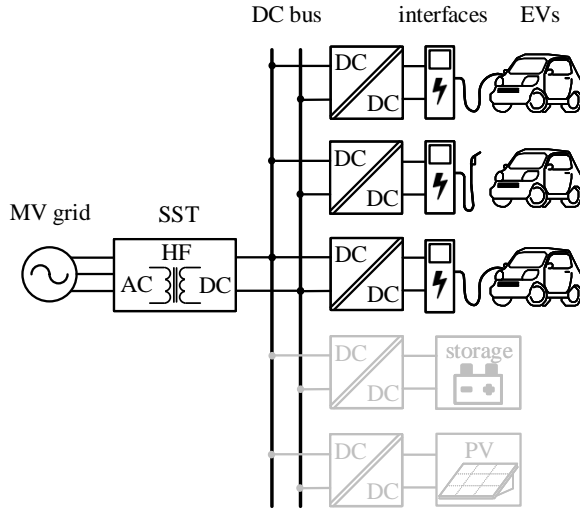 DC bus interfaces EVs
DC
DC
DC
DC
MV grid SST
HF
AC DC
DC
DC
storage
DC
DC
PV
DC
DC